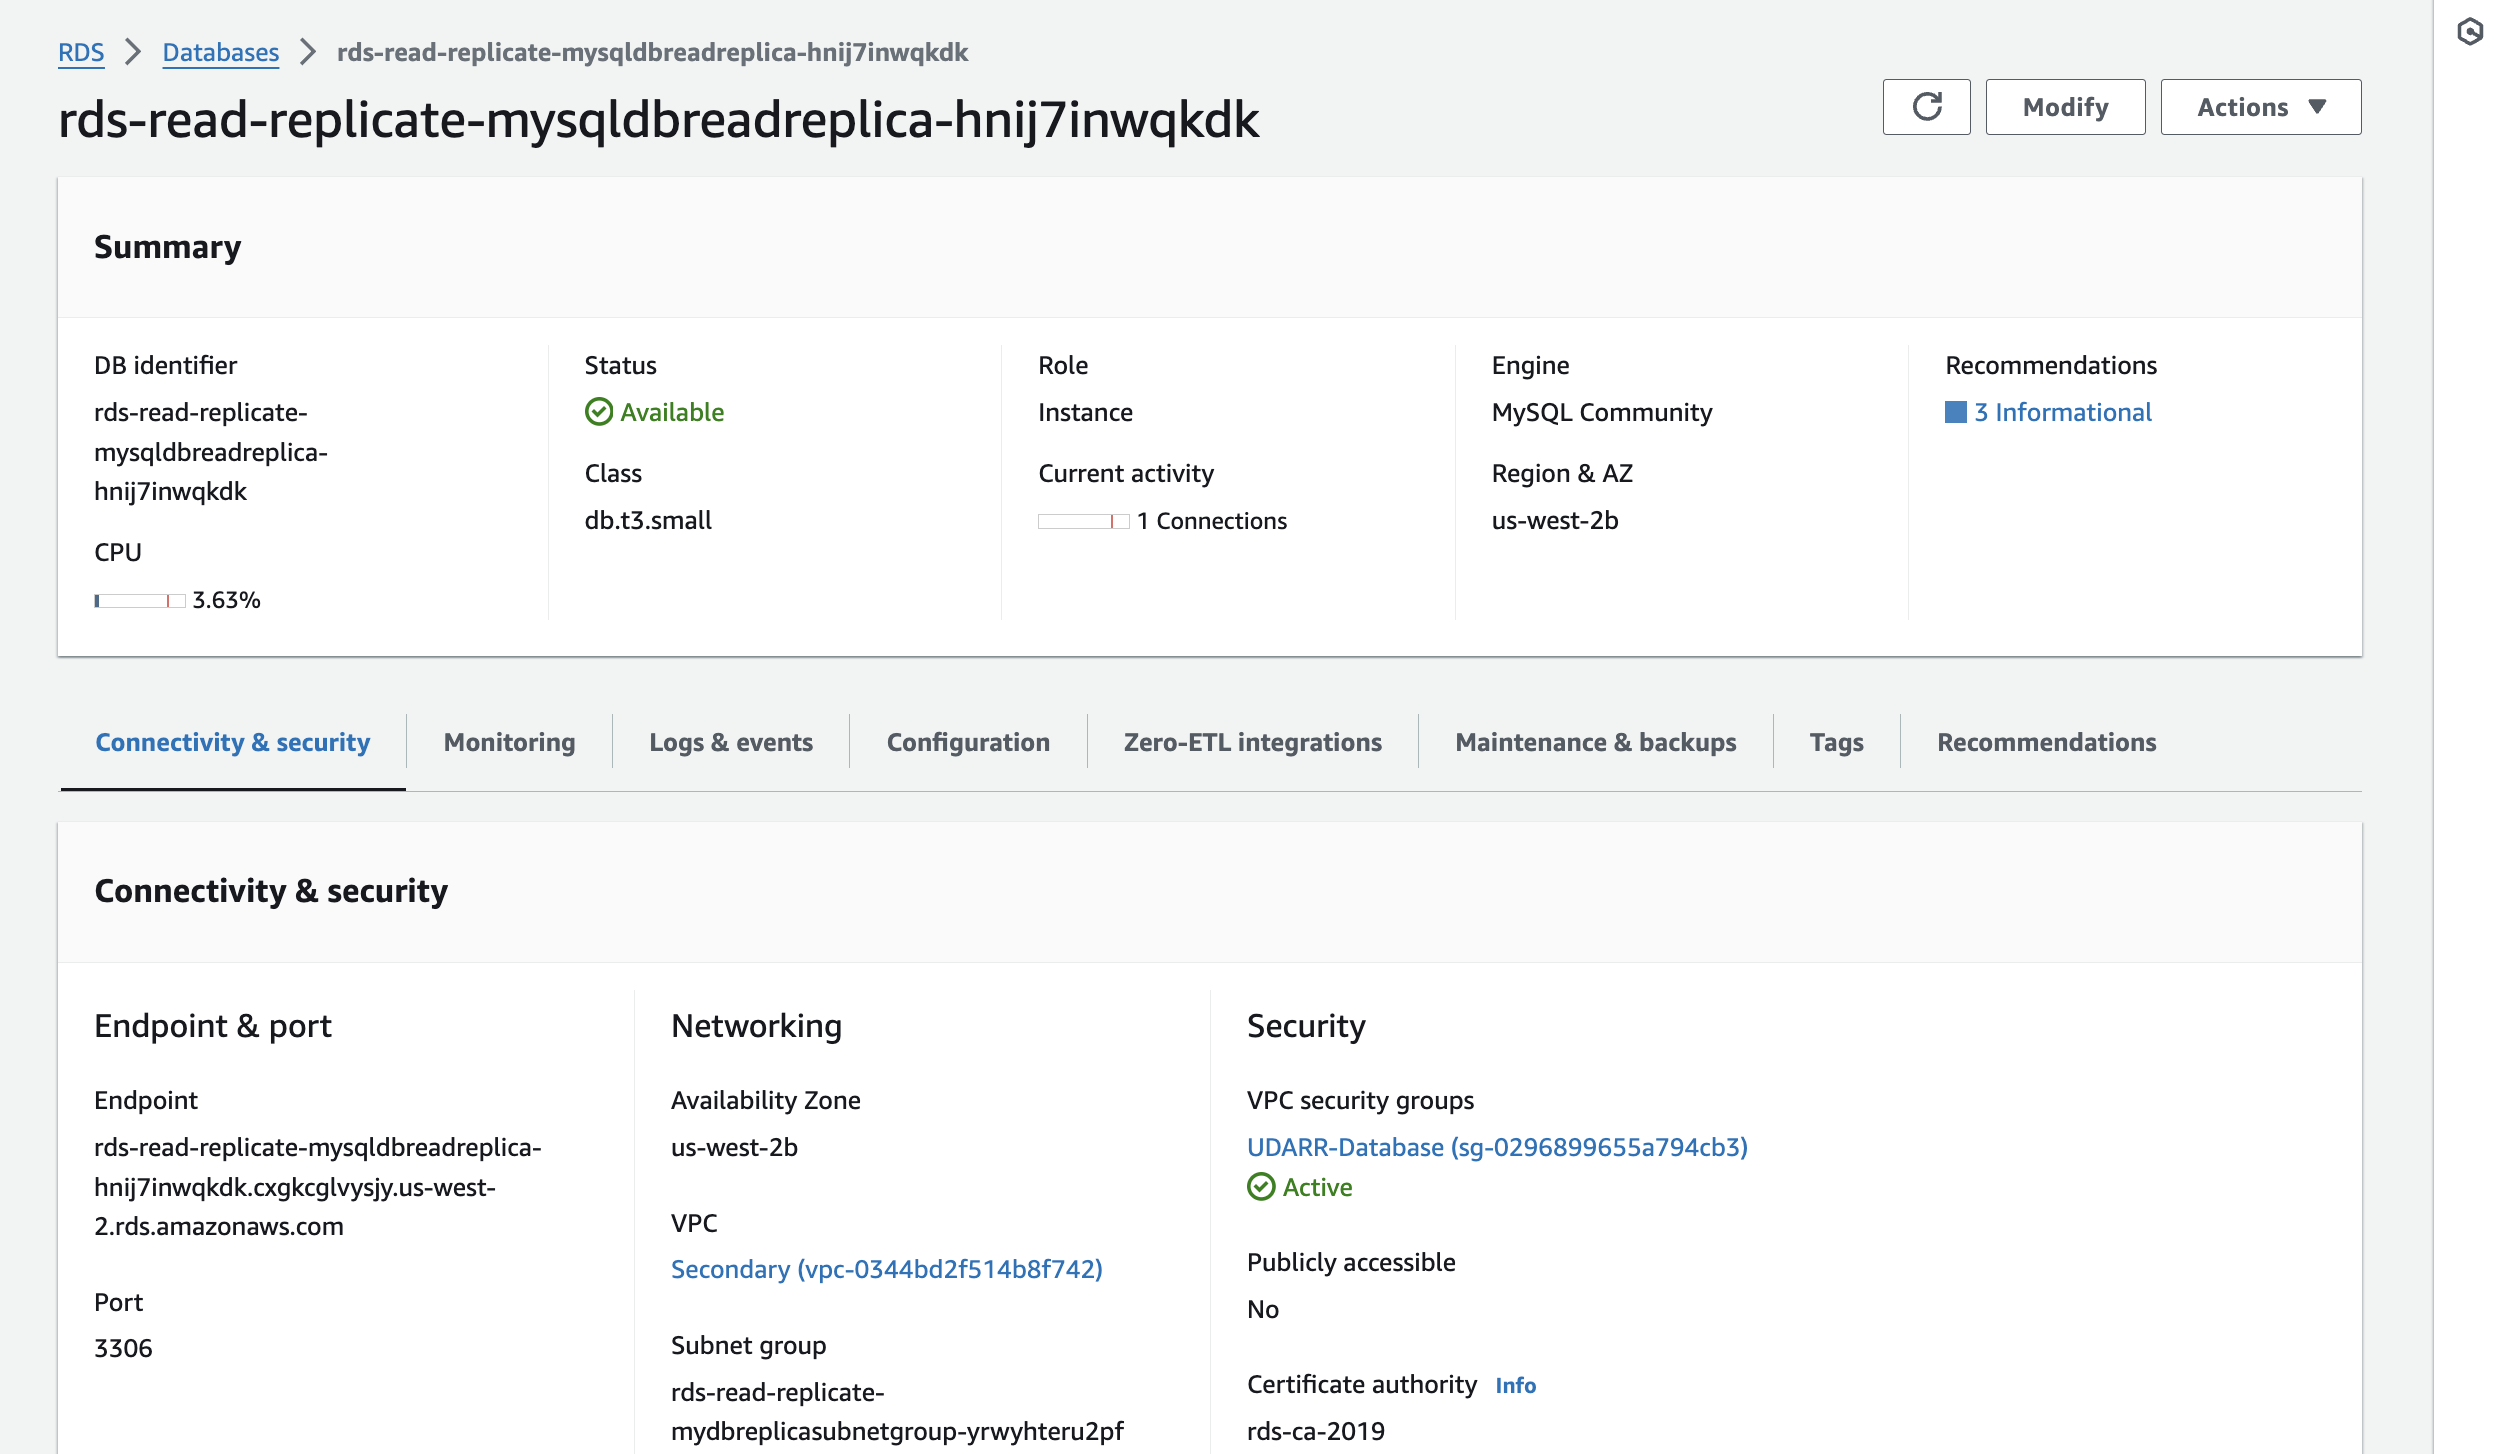 RDS > Databases > rds-read-replicate-mysqldbreadreplica-hnij7inwqkdk
rds-read-replicate-mysqldbreadreplica-hnij7inwqkdk
Modify
Actions
Summary
DB identifier
rds-read-replicate-
mysqldbreadreplica-
hnij7inwqkdk
CPU
3.63%
Status
Available
Class
db.t3.small
Role
Instance
Current activity
1 Connections
Engine
MySQL Community
Region & AZ
us-west-2b
Recommendations
3 Informational
Connectivity & security
Monitoring
Logs & events
Configuration
Zero-ETL integrations
Maintenance & backups
Tags
Recommendations
Connectivity & security
Endpoint & port
Endpoint
rds-read-replicate-mysqldbreadreplica-
hnij7inwqkdk.cxgkcglvysjy.us-west-
2.rds.amazonaws.com
Port
3306
Networking
Availability Zone
us-west-2b
VPC
Secondary (vpc-0344bd2f514b8f742)
Subnet group
rds-read-replicate-
mydbreplicasubnetgroup-yrwyhteru2pf
Security
VPC security groups
UDARR-Database (sg-0296899655a794cb3)
Active
Publicly accessible
No
Certificate authority Info
rds-ca-2019